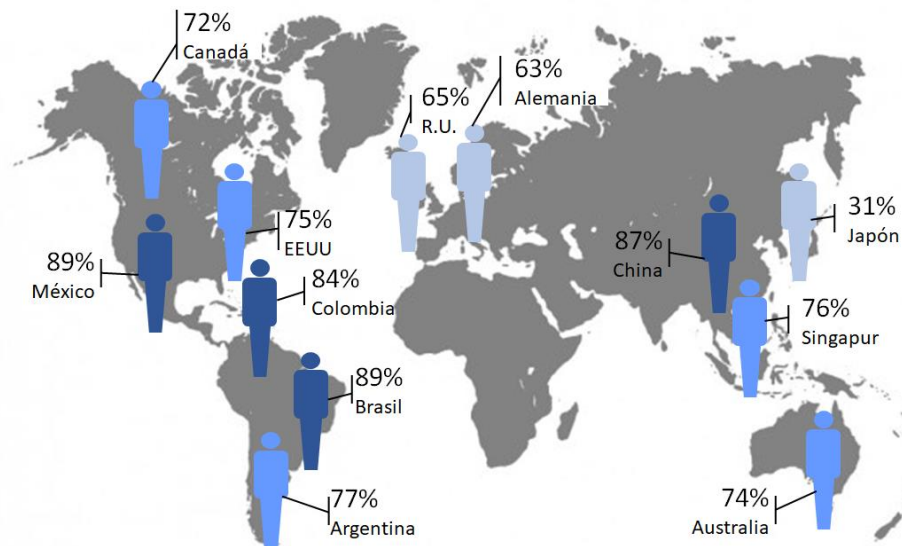 72%
Canadá
65%
R.U.
63%
Alemania
75%
EEUU
89%
México
84%
Colombia
89%
Brasil
77%
Argentina
87%
China
31%
Japón
76%
Singapur
74%
Australia